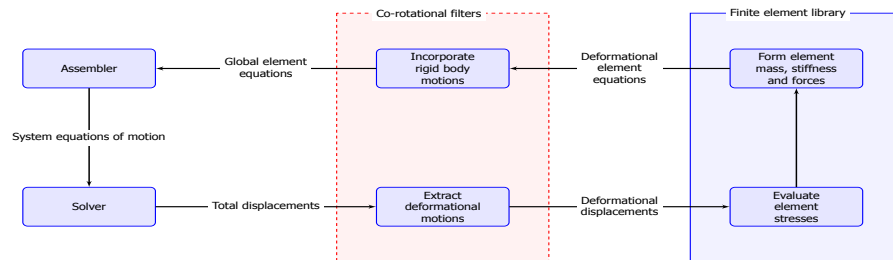 Co-rotational filters
Finite element library
Assembler
Global element
equations
Incorporate
rigid body
motions
Deformational
element
equations
Form element
mass, stiffness
and forces
System equations of motion
Solver
Total displacements
Extract
deformational
motions
Deformational
displacements
Evaluate
element
stresses